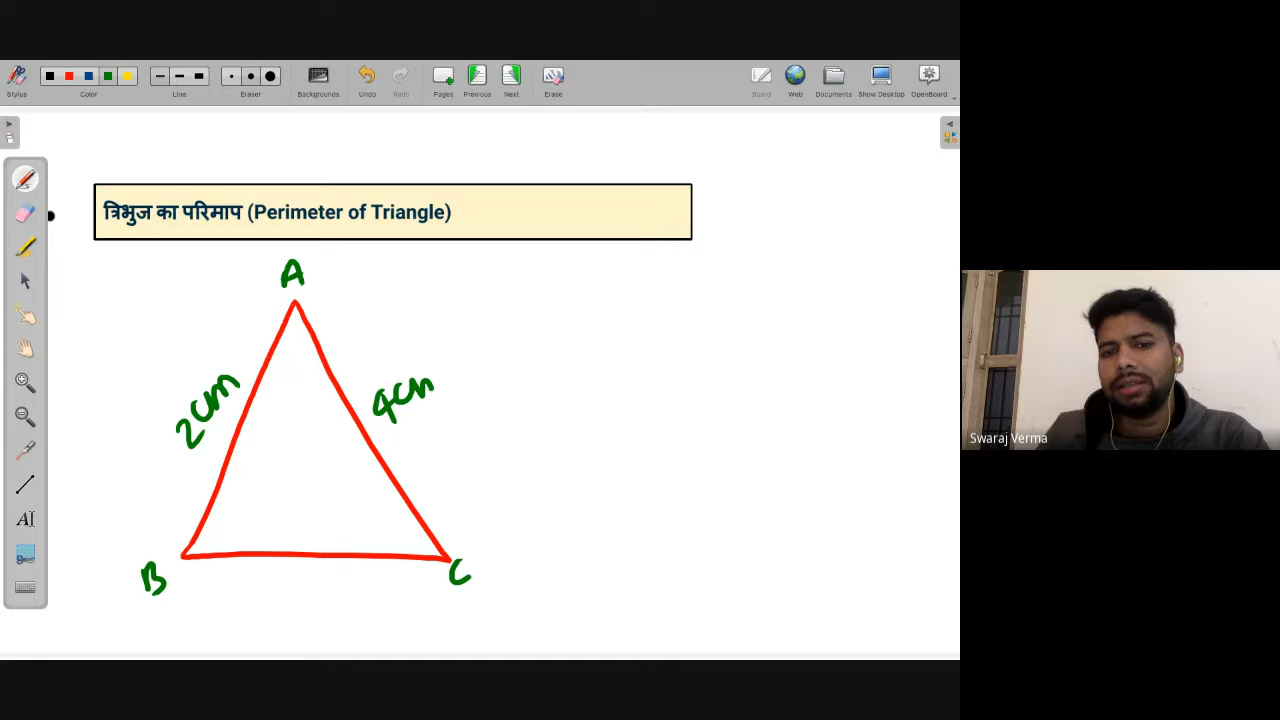 Stylus
Color
Line
Eraser
Backgrounds
Undo
Redo
Pages
Previous
Next
Erase
Board
Web
Documents
Show Desktop
OpenBoard
त्रिभुज का परिमाप (Perimeter of Triangle)
A
2cm
4cm
B
C
AI
Swaraj Verma